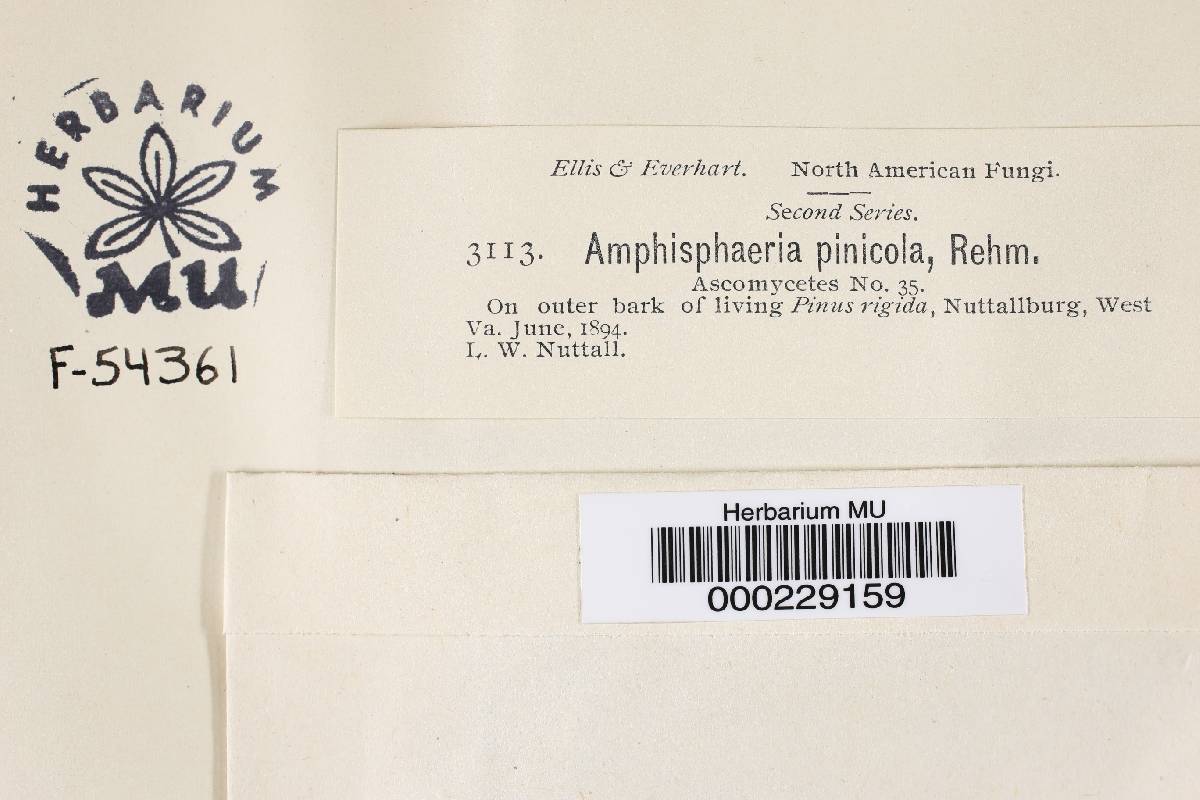 HERBARIUM
MU
F-54361
Ellis & Everhart. North American Fungi.
Second Series.
3113. Amphisphaeria pinicola, Rehm.
Ascomycetes No. 35.
On outer bark of living Pinus rigida, Nuttallburg, West
Va. June, 1894.
L. W. Nuttall.
Herbarium MU
000229159